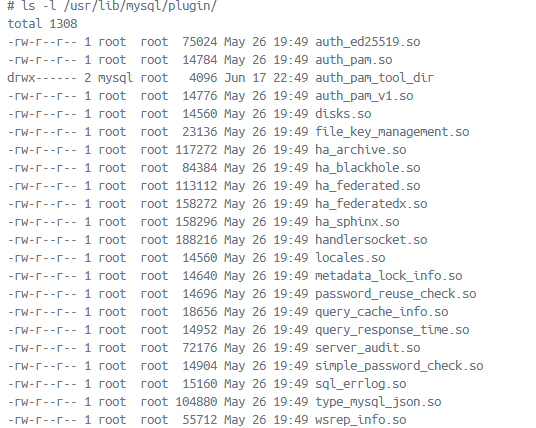 # ls -l /usr/lib/mysql/plugin/
total 1308
-rw-r--r-- 1 root  root   75024 May 26 19:49 auth_ed25519.so
-rw-r--r-- 1 root  root   14784 May 26 19:49 auth_pam.so
drwx------ 2 mysql root    4096 Jun 17 22:49 auth_pam_tool_dir
-rw-r--r-- 1 root  root   14776 May 26 19:49 auth_pam_v1.so
-rw-r--r-- 1 root  root   14560 May 26 19:49 disks.so
-rw-r--r-- 1 root  root   23136 May 26 19:49 file_key_management.so
-rw-r--r-- 1 root  root  117272 May 26 19:49 ha_archive.so
-rw-r--r-- 1 root  root   84384 May 26 19:49 ha_blackhole.so
-rw-r--r-- 1 root  root  113112 May 26 19:49 ha_federated.so
-rw-r--r-- 1 root  root  158272 May 26 19:49 ha_federatedx.so
-rw-r--r-- 1 root  root  158296 May 26 19:49 ha_sphinx.so
-rw-r--r-- 1 root  root  188216 May 26 19:49 handlersocket.so
-rw-r--r-- 1 root  root   14560 May 26 19:49 locales.so
-rw-r--r-- 1 root  root   14640 May 26 19:49 metadata_lock_info.so
-rw-r--r-- 1 root  root   14696 May 26 19:49 password_reuse_check.so
-rw-r--r-- 1 root  root   18656 May 26 19:49 query_cache_info.so
-rw-r--r-- 1 root  root   14952 May 26 19:49 query_response_time.so
-rw-r--r-- 1 root  root   72176 May 26 19:49 server_audit.so
-rw-r--r-- 1 root  root   14904 May 26 19:49 simple_password_check.so
-rw-r--r-- 1 root  root   15160 May 26 19:49 sql_errlog.so
-rw-r--r-- 1 root  root  104880 May 26 19:49 type_mysql_json.so
-rw-r--r-- 1 root  root   55712 May 26 19:49 wsrep_info.so